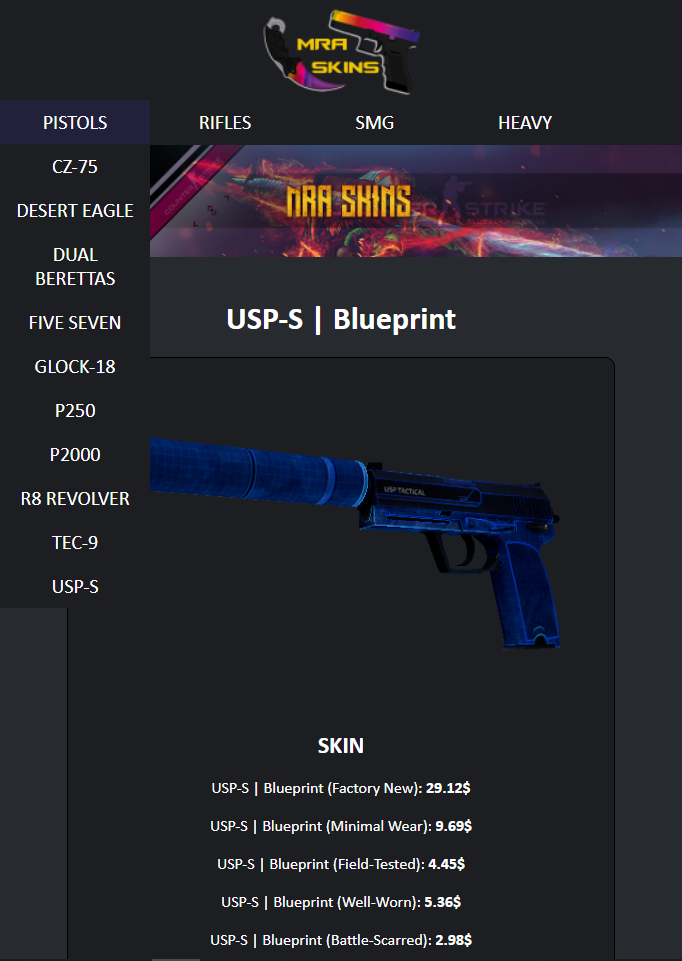 MRA
SKINS
PISTOLS
RIFLES
SMG
HEAVY
CZ-75
DESERT EAGLE
DUAL
BERETTAS
FIVE SEVEN
GLOCK-18
P250
P2000
R8 REVOLVER
TEC-9
USP-S
MRA SKINS
STRIKE
USP-S | Blueprint
USP TACTICAL
SKIN
USP-S | Blueprint (Factory New): 29.12$
USP-S | Blueprint (Minimal Wear): 9.69$
USP-S | Blueprint (Field-Tested): 4.45$
USP-S | Blueprint (Well-Worn): 5.36$
USP-S | Blueprint (Battle-Scarred): 2.98$